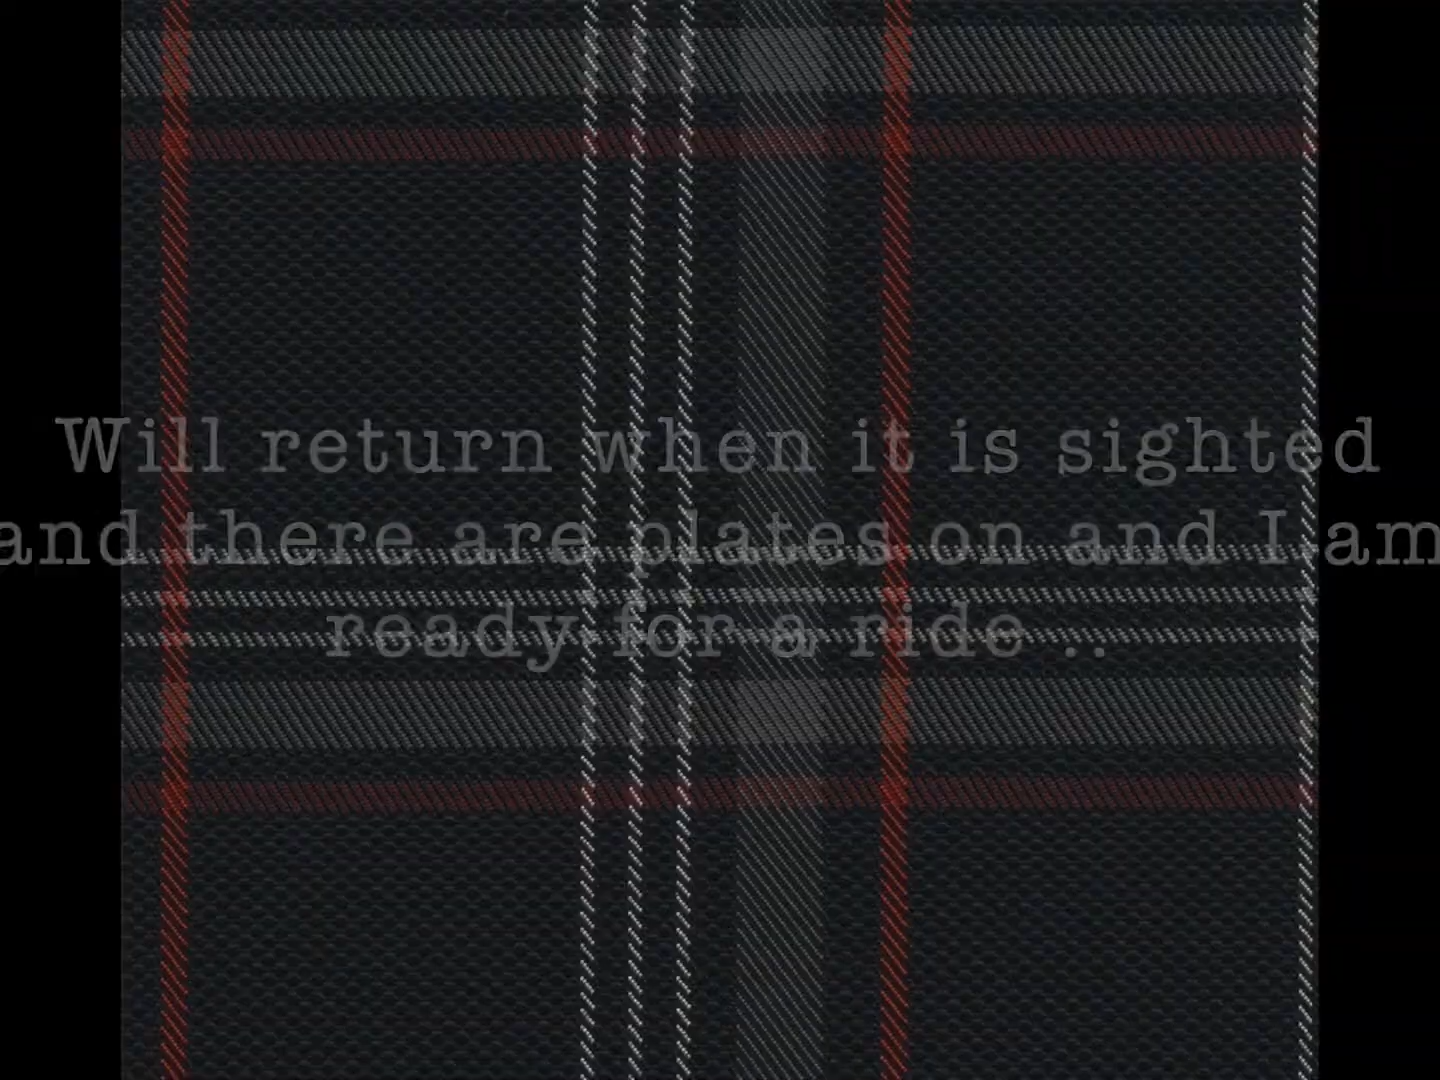 Will return when it is sighted
and there are plates on and I am
ready for a ride ..